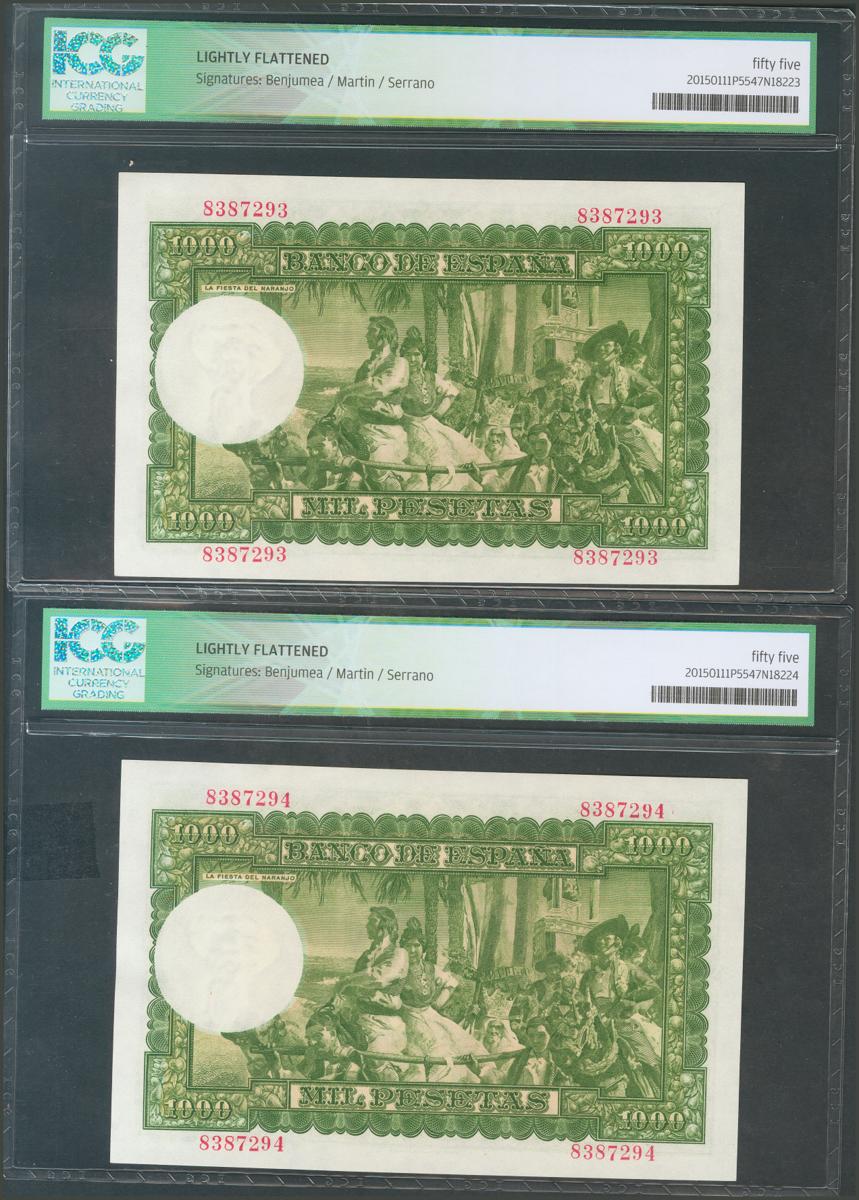 ICG
INTERNATIONAL
CURRENCY
GRADING
LIGHTLY FLATTENED
Signatures: Benjumea / Martin / Serrano
fifty five
20150111P5547N18223
8387293 8387293
1000 1000
BANCO DE ESPAÑA
LA FIESTA DEL NARANJO
MIL PESETAS
1000 1000
8387293 8387293
ICG
INTERNATIONAL
CURRENCY
GRADING
LIGHTLY FLATTENED
Signatures: Benjumea / Martin / Serrano
fifty five
20150111P5547N18224
8387294 8387294
1000 1000
BANCO DE ESPAÑA
LA FIESTA DEL NARANJO
MIL PESETAS
1000 1000
8387294 8387294